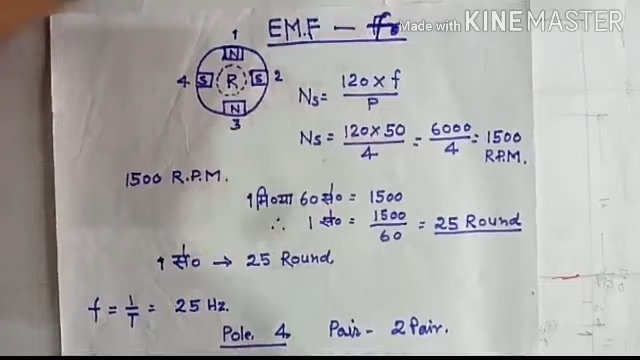 Made with KINEMASTER
EMF -
1
N
4 S R S 2
N
3
Ns = 120 x f / P
Ns = 120 x 50 / 4 = 6000 / 4 = 1500 R.P.M.
1500 R.P.M.
1 मि० या 60 से० = 1500
∴ 1 से० = 1500 / 60 = 25 Round
1 से० → 25 Round
f = 1/T = 25 Hz.
Pole 4, Pair - 2 Pair.